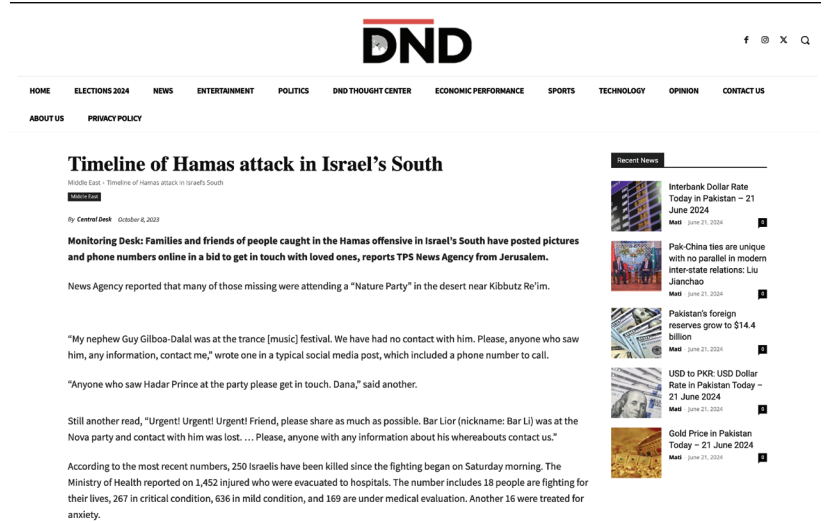 DND
HOME ELECTIONS 2024 NEWS ENTERTAINMENT POLITICS DND THOUGHT CENTER ECONOMIC PERFORMANCE SPORTS TECHNOLOGY OPINION CONTACT US
ABOUT US PRIVACY POLICY
Timeline of Hamas attack in Israel's South
Middle East › Timeline of Hamas attack in Israel's South
Middle East
By Central Desk October 8, 2023
Monitoring Desk: Families and friends of people caught in the Hamas offensive in Israel's South have posted pictures
and phone numbers online in a bid to get in touch with loved ones, reports TPS News Agency from Jerusalem.
News Agency reported that many of those missing were attending a “Nature Party” in the desert near Kibbutz Re'im.
“My nephew Guy Gilboa-Dalal was at the trance [music] festival. We have had no contact with him. Please, anyone who saw
him, any information, contact me,” wrote one in a typical social media post, which included a phone number to call.
“Anyone who saw Hadar Prince at the party please get in touch. Dana,” said another.
Still another read, “Urgent! Urgent! Urgent! Friend, please share as much as possible. Bar Lior (nickname: Bar Li) was at the
Nova party and contact with him was lost. … Please, anyone with any information about his whereabouts contact us.”
According to the most recent numbers, 250 Israelis have been killed since the fighting began on Saturday morning. The
Ministry of Health reported on 1,452 injured who were evacuated to hospitals. The number includes 18 people are fighting for
their lives, 267 in critical condition, 636 in mild condition, and 169 are under medical evaluation. Another 16 were treated for
anxiety.
Recent News
Interbank Dollar Rate
Today in Pakistan – 21
June 2024
Mati - June 21, 2024 0
Pak-China ties are unique
with no parallel in modern
inter-state relations: Liu
Jianchao
Mati - June 21, 2024 0
Pakistan's foreign
reserves grow to $14.4
billion
Mati - June 21, 2024 0
USD to PKR: USD Dollar
Rate in Pakistan Today –
21 June 2024
Mati - June 21, 2024 0
Gold Price in Pakistan
Today – 21 June 2024
Mati - June 21, 2024 0